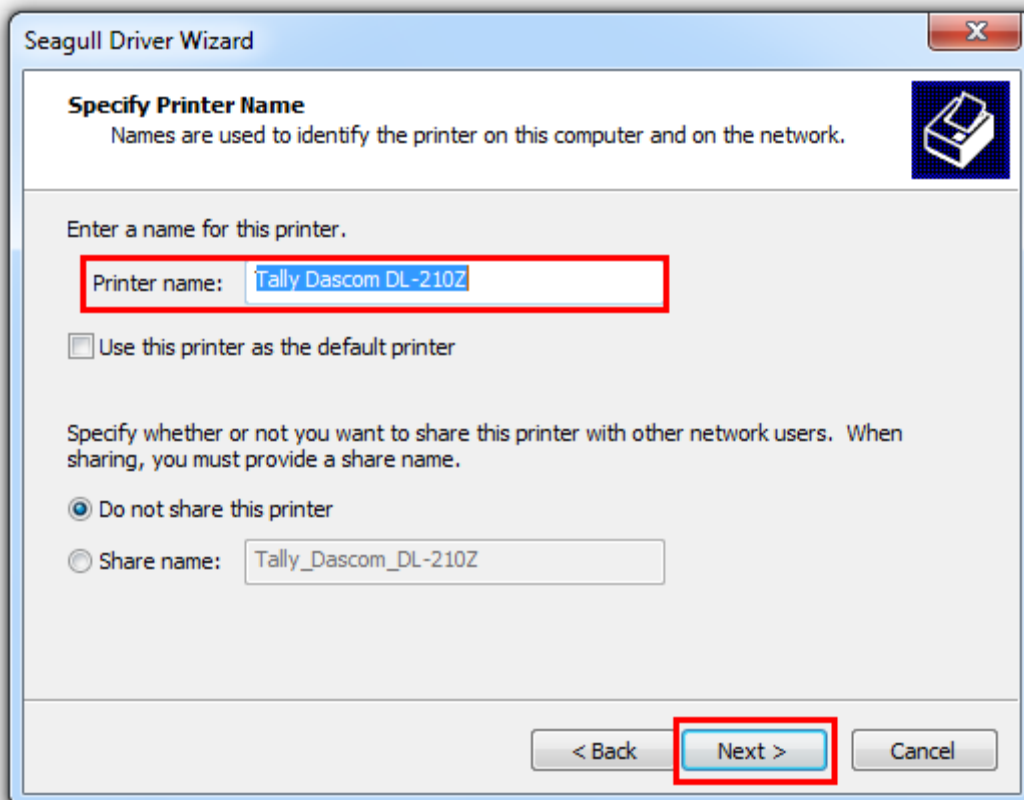 Seagull Driver Wizard
Specify Printer Name
Names are used to identify the printer on this computer and on the network.
Enter a name for this printer.
Printer name: Tally Dascom DL-210Z
Use this printer as the default printer
Specify whether or not you want to share this printer with other network users.  When
sharing, you must provide a share name.
Do not share this printer
Share name: Tally_Dascom_DL-210Z
< Back Next > Cancel